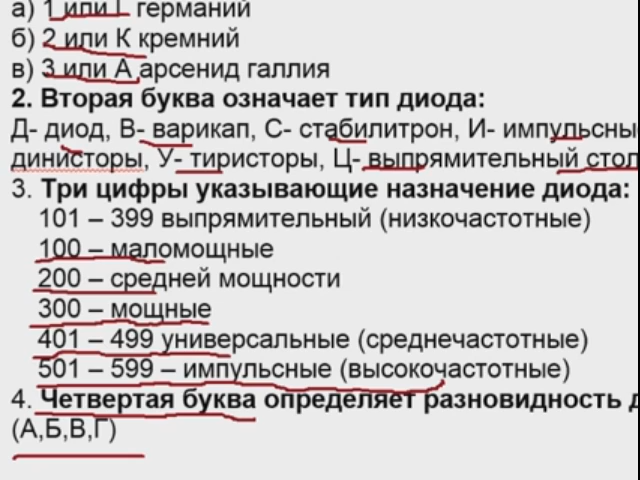 а) 1 или Г германий
б) 2 или К кремний
в) 3 или А арсенид галлия
2. Вторая буква означает тип диода:
Д- диод, В- варикап, С- стабилитрон, И- импульсны
динисторы, У- тиристоры, Ц- выпрямительный стол
3. Три цифры указывающие назначение диода:
101 – 399 выпрямительный (низкочастотные)
100 – маломощные
200 – средней мощности
300 – мощные
401 – 499 универсальные (среднечастотные)
501 – 599 – импульсные (высокочастотные)
4. Четвертая буква определяет разновидность д
(А,Б,В,Г)